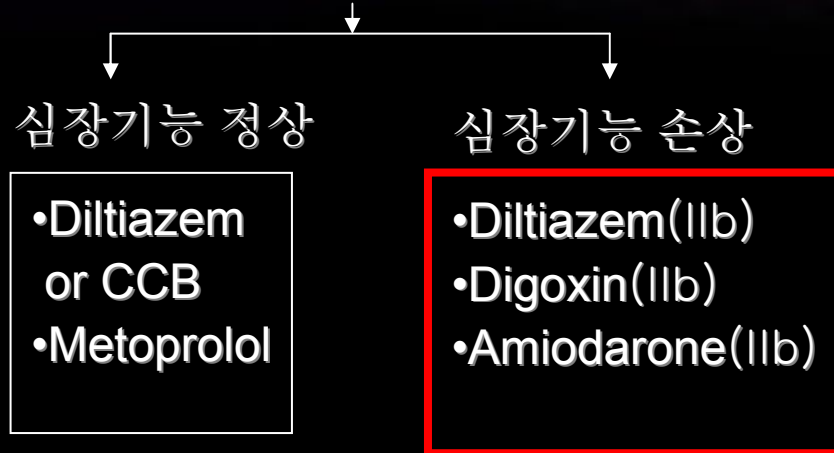 심장기능 정상
•Diltiazem
or CCB
•Metoprolol
심장기능 손상
•Diltiazem(IIb)
•Digoxin(IIb)
•Amiodarone(IIb)